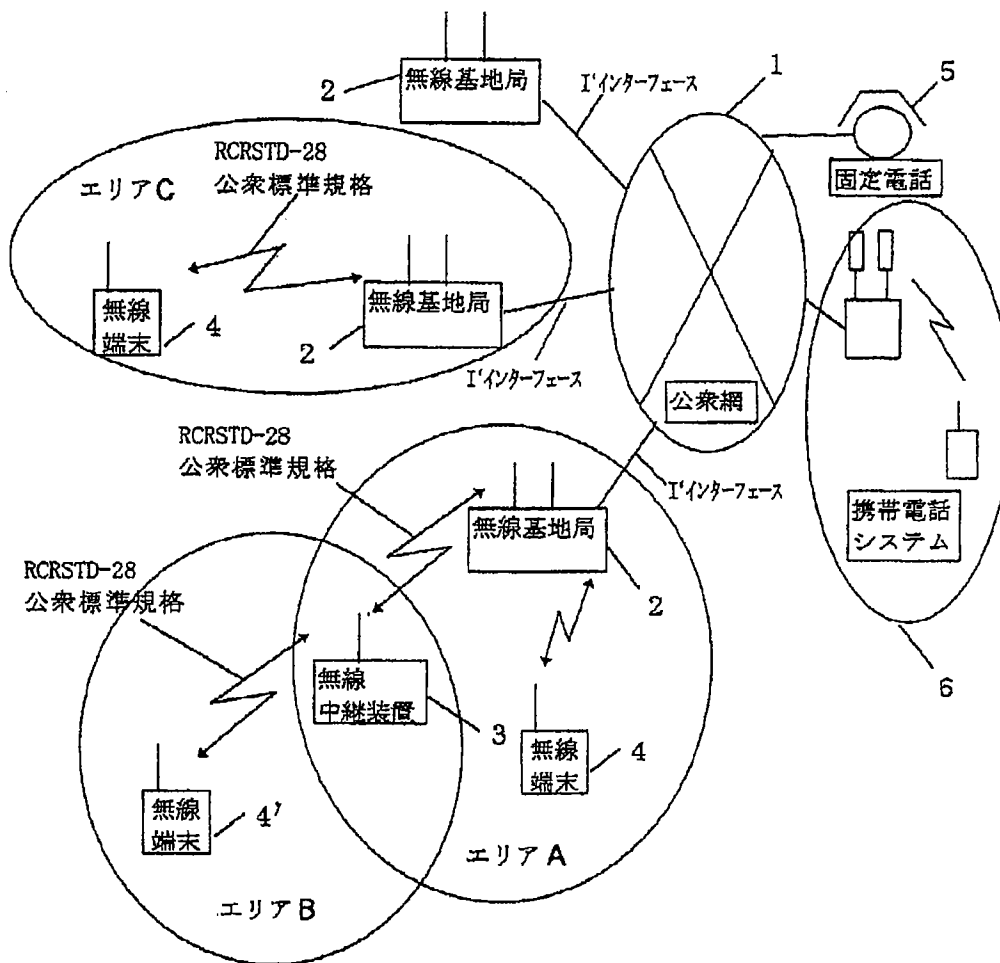 2
無線基地局
I'インターフェース
1
5
固定電話
RCRSTD-28
公衆標準規格
エリアC
無線
端末
4
無線基地局
2
I'インターフェース
公衆網
I'インターフェース
携帯電話
システム
6
RCRSTD-28
公衆標準規格
無線基地局
2
RCRSTD-28
公衆標準規格
無線
中継装置
3
無線
端末
4
無線
端末
4'
エリアA
エリアB